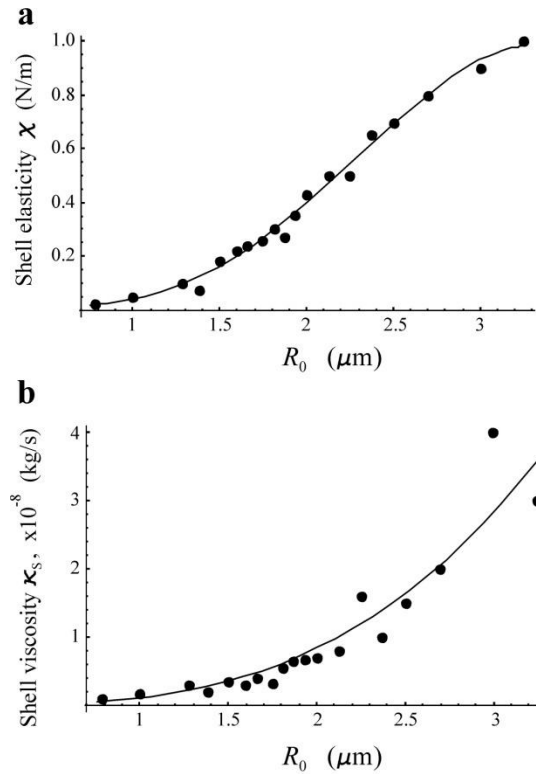 a
Shell elasticity χ (N/m)
1.0
0.8
0.6
0.4
0.2
1 1.5 2 2.5 3
R₀ (μm)
b
Shell viscosity κₛ, x10⁻⁸ (kg/s)
4
3
2
1
1 1.5 2 2.5 3
R₀ (μm)